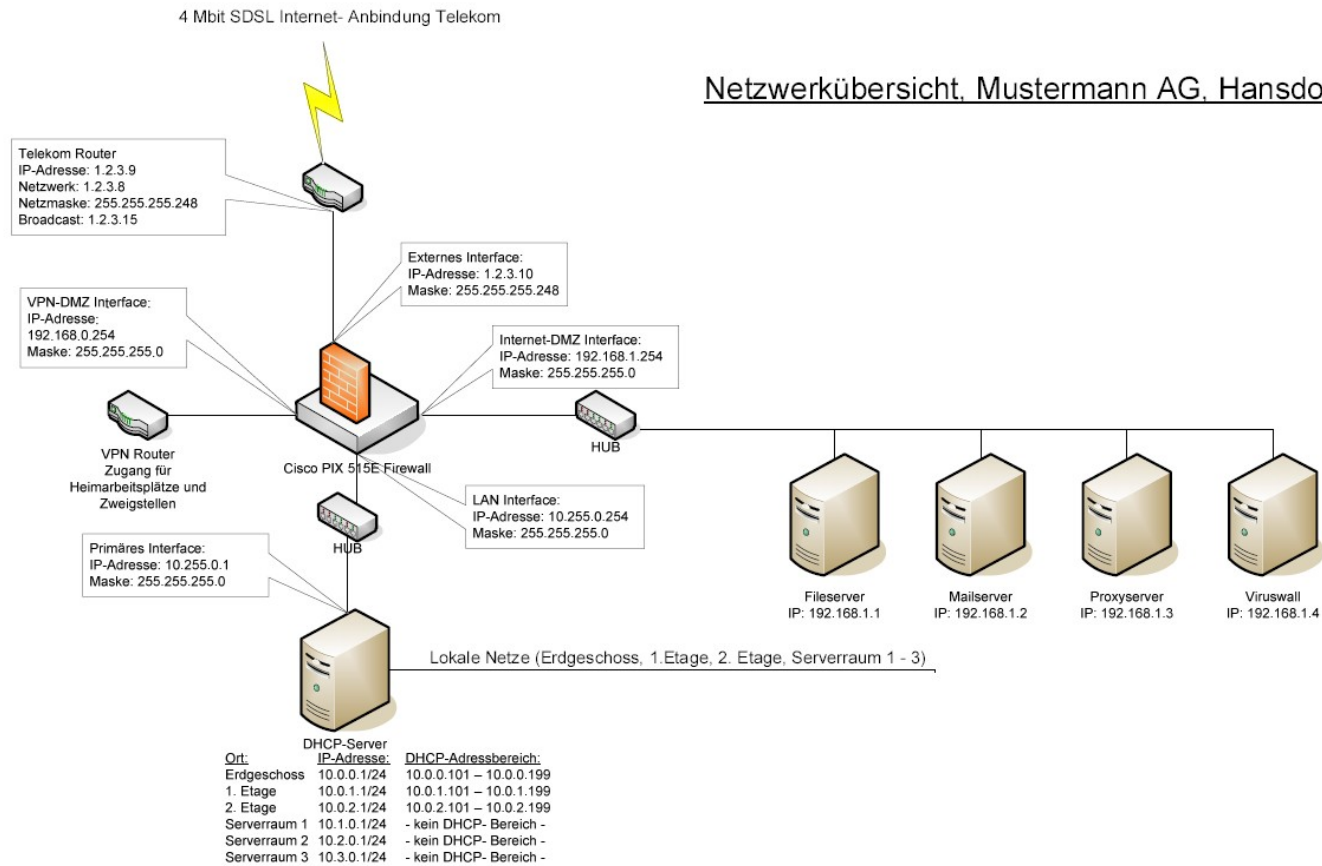 4 Mbit SDSL Internet- Anbindung Telekom
Netzwerkübersicht, Mustermann AG, Hansdo
Telekom Router
IP-Adresse: 1.2.3.9
Netzwerk: 1.2.3.8
Netzmaske: 255.255.255.248
Broadcast: 1.2.3.15
Externes Interface:
IP-Adresse: 1.2.3.10
Maske: 255.255.255.248
VPN-DMZ Interface:
IP-Adresse:
192.168.0.254
Maske: 255.255.255.0
Internet-DMZ Interface:
IP-Adresse: 192.168.1.254
Maske: 255.255.255.0
HUB
VPN Router
Zugang für
Heimarbeitsplätze und
Zweigstellen
Cisco PIX 515E Firewall
LAN Interface:
IP-Adresse: 10.255.0.254
Maske: 255.255.255.0
HUB
Primäres Interface:
IP-Adresse: 10.255.0.1
Maske: 255.255.255.0
Fileserver
IP: 192.168.1.1
Mailserver
IP: 192.168.1.2
Proxyserver
IP: 192.168.1.3
Viruswall
IP: 192.168.1.4
Lokale Netze (Erdgeschoss, 1.Etage, 2. Etage, Serverraum 1 - 3)
DHCP-Server
Ort: IP-Adresse: DHCP-Adressbereich:
Erdgeschoss 10.0.0.1/24 10.0.0.101 – 10.0.0.199
1. Etage 10.0.1.1/24 10.0.1.101 – 10.0.1.199
2. Etage 10.0.2.1/24 10.0.2.101 – 10.0.2.199
Serverraum 1 10.1.0.1/24 - kein DHCP- Bereich -
Serverraum 2 10.2.0.1/24 - kein DHCP- Bereich -
Serverraum 3 10.3.0.1/24 - kein DHCP- Bereich -